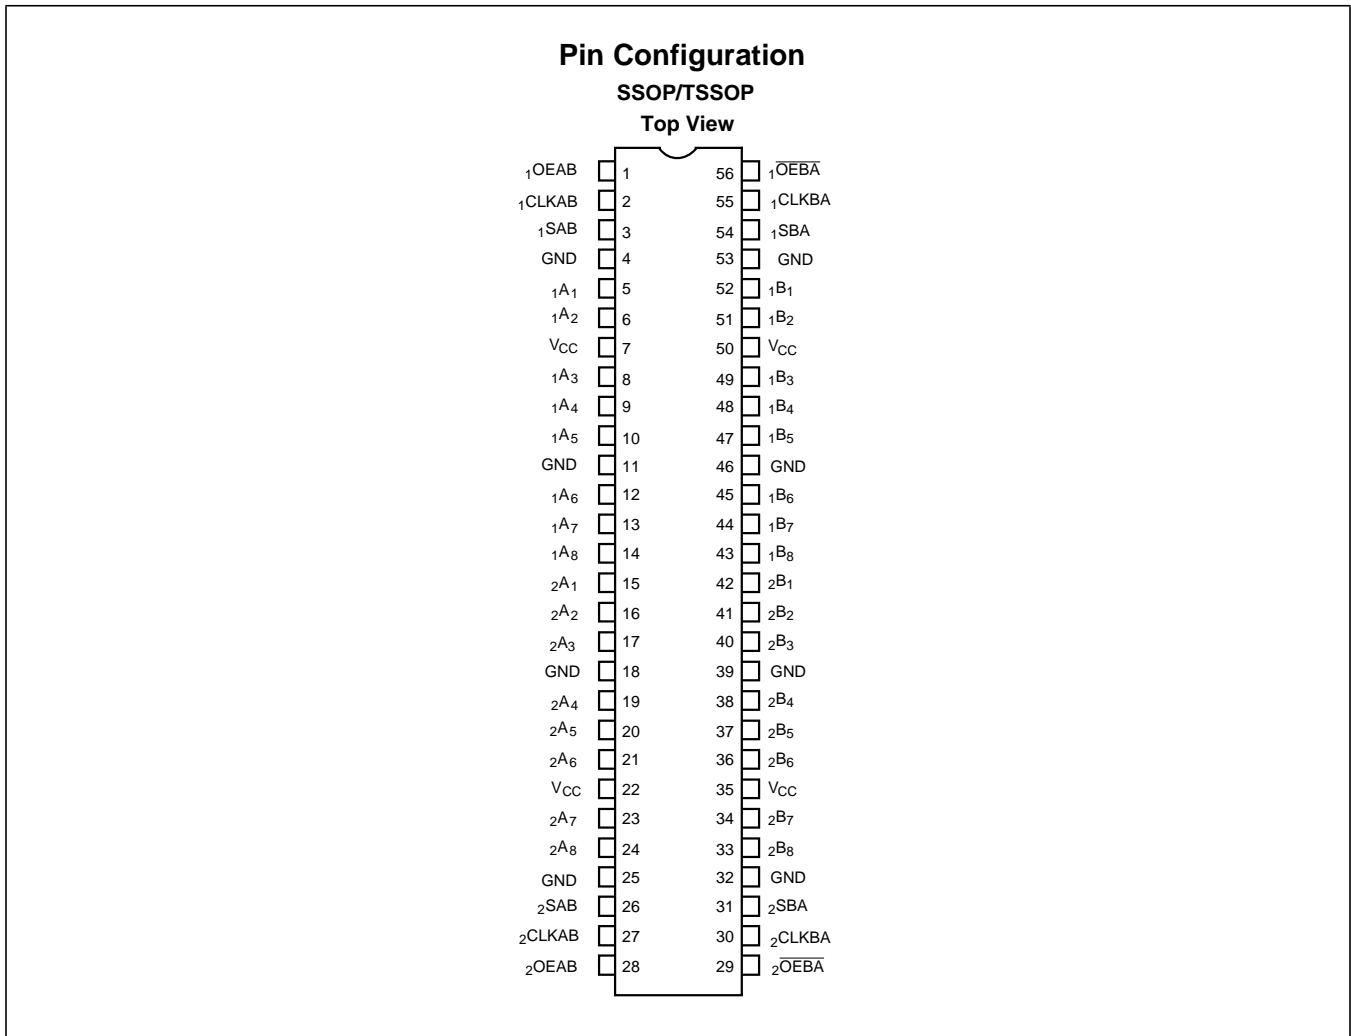 Pin Configuration
SSOP/TSSOP
Top View
1OEAB 1 56 1O̅E̅B̅A̅
1CLKAB 2 55 1CLKBA
1SAB 3 54 1SBA
GND 4 53 GND
1A1 5 52 1B1
1A2 6 51 1B2
VCC 7 50 VCC
1A3 8 49 1B3
1A4 9 48 1B4
1A5 10 47 1B5
GND 11 46 GND
1A6 12 45 1B6
1A7 13 44 1B7
1A8 14 43 1B8
2A1 15 42 2B1
2A2 16 41 2B2
2A3 17 40 2B3
GND 18 39 GND
2A4 19 38 2B4
2A5 20 37 2B5
2A6 21 36 2B6
VCC 22 35 VCC
2A7 23 34 2B7
2A8 24 33 2B8
GND 25 32 GND
2SAB 26 31 2SBA
2CLKAB 27 30 2CLKBA
2OEAB 28 29 2O̅E̅B̅A̅